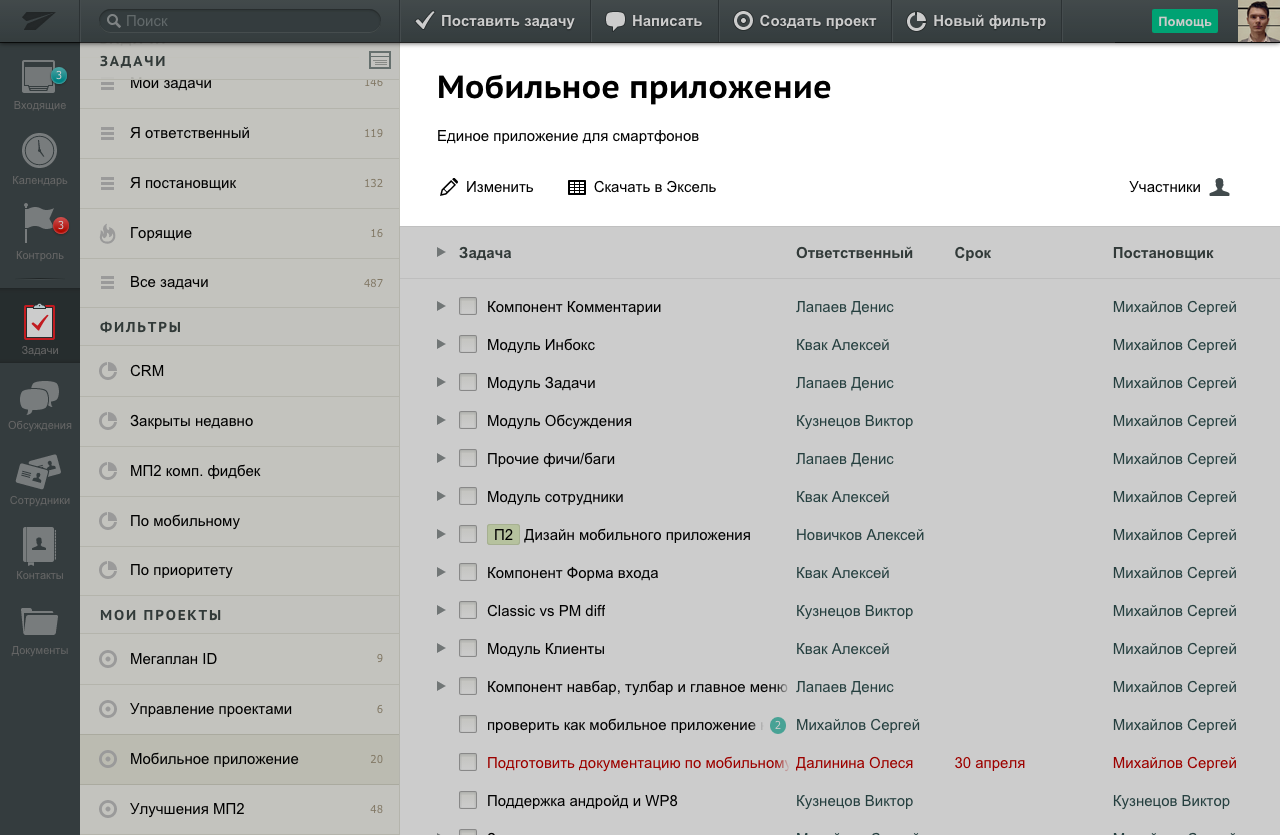 Поиск
Поставить задачу
Написать
Создать проект
Новый фильтр
Помощь
3
Входящие
Календарь
3
Контроль
Задачи
Обсуждения
Сотрудники
Контакты
Документы
ЗАДАЧИ
Мои задачи 146
Я ответственный 119
Я постановщик 132
Горящие 16
Все задачи 487
ФИЛЬТРЫ
CRM
Закрыты недавно
МП2 комп. фидбек
По мобильному
По приоритету
МОИ ПРОЕКТЫ
Мегаплан ID 9
Управление проектами 6
Мобильное приложение 20
Улучшения МП2 48
Мобильное приложение
Единое приложение для смартфонов
Изменить Скачать в Эксель Участники
Задача Ответственный Срок Постановщик
Компонент Комментарии Лапаев Денис Михайлов Сергей
Модуль Инбокс Квак Алексей Михайлов Сергей
Модуль Задачи Лапаев Денис Михайлов Сергей
Модуль Обсуждения Кузнецов Виктор Михайлов Сергей
Прочие фичи/баги Лапаев Денис Михайлов Сергей
Модуль сотрудники Квак Алексей Михайлов Сергей
П2 Дизайн мобильного приложения Новичков Алексей Михайлов Сергей
Компонент Форма входа Квак Алексей Михайлов Сергей
Classic vs PM diff Кузнецов Виктор Михайлов Сергей
Модуль Клиенты Квак Алексей Михайлов Сергей
Компонент навбар, тулбар и главное меню Лапаев Денис Михайлов Сергей
проверить как мобильное приложение 2 Михайлов Сергей Михайлов Сергей
Подготовить документацию по мобильному Далинина Олеся 30 апреля Михайлов Сергей
Поддержка андройд и WP8 Кузнецов Виктор Кузнецов Виктор